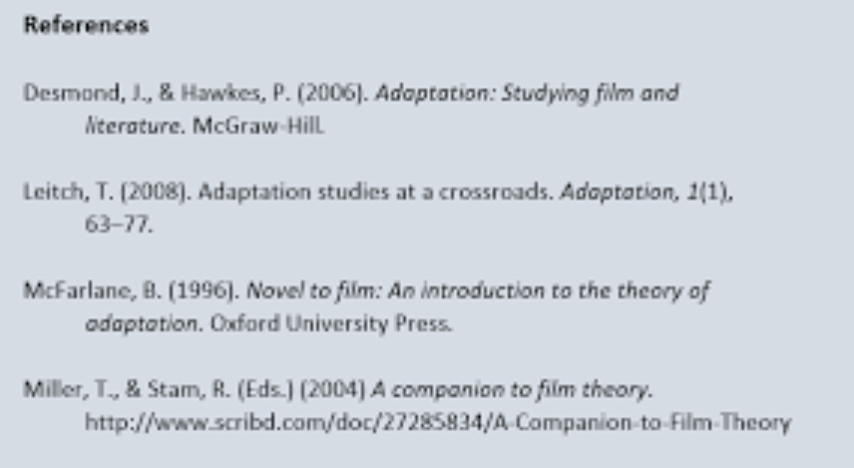 References
Desmond, J., & Hawkes, P. (2006). Adaptation: Studying film and
literature. McGraw-Hill.
Leitch, T. (2008). Adaptation studies at a crossroads. Adaptation, 1(1),
63–77.
McFarlane, B. (1996). Novel to film: An introduction to the theory of
adaptation. Oxford University Press.
Miller, T., & Stam, R. (Eds.) (2004) A companion to film theory.
http://www.scribd.com/doc/27285834/A-Companion-to-Film-Theory